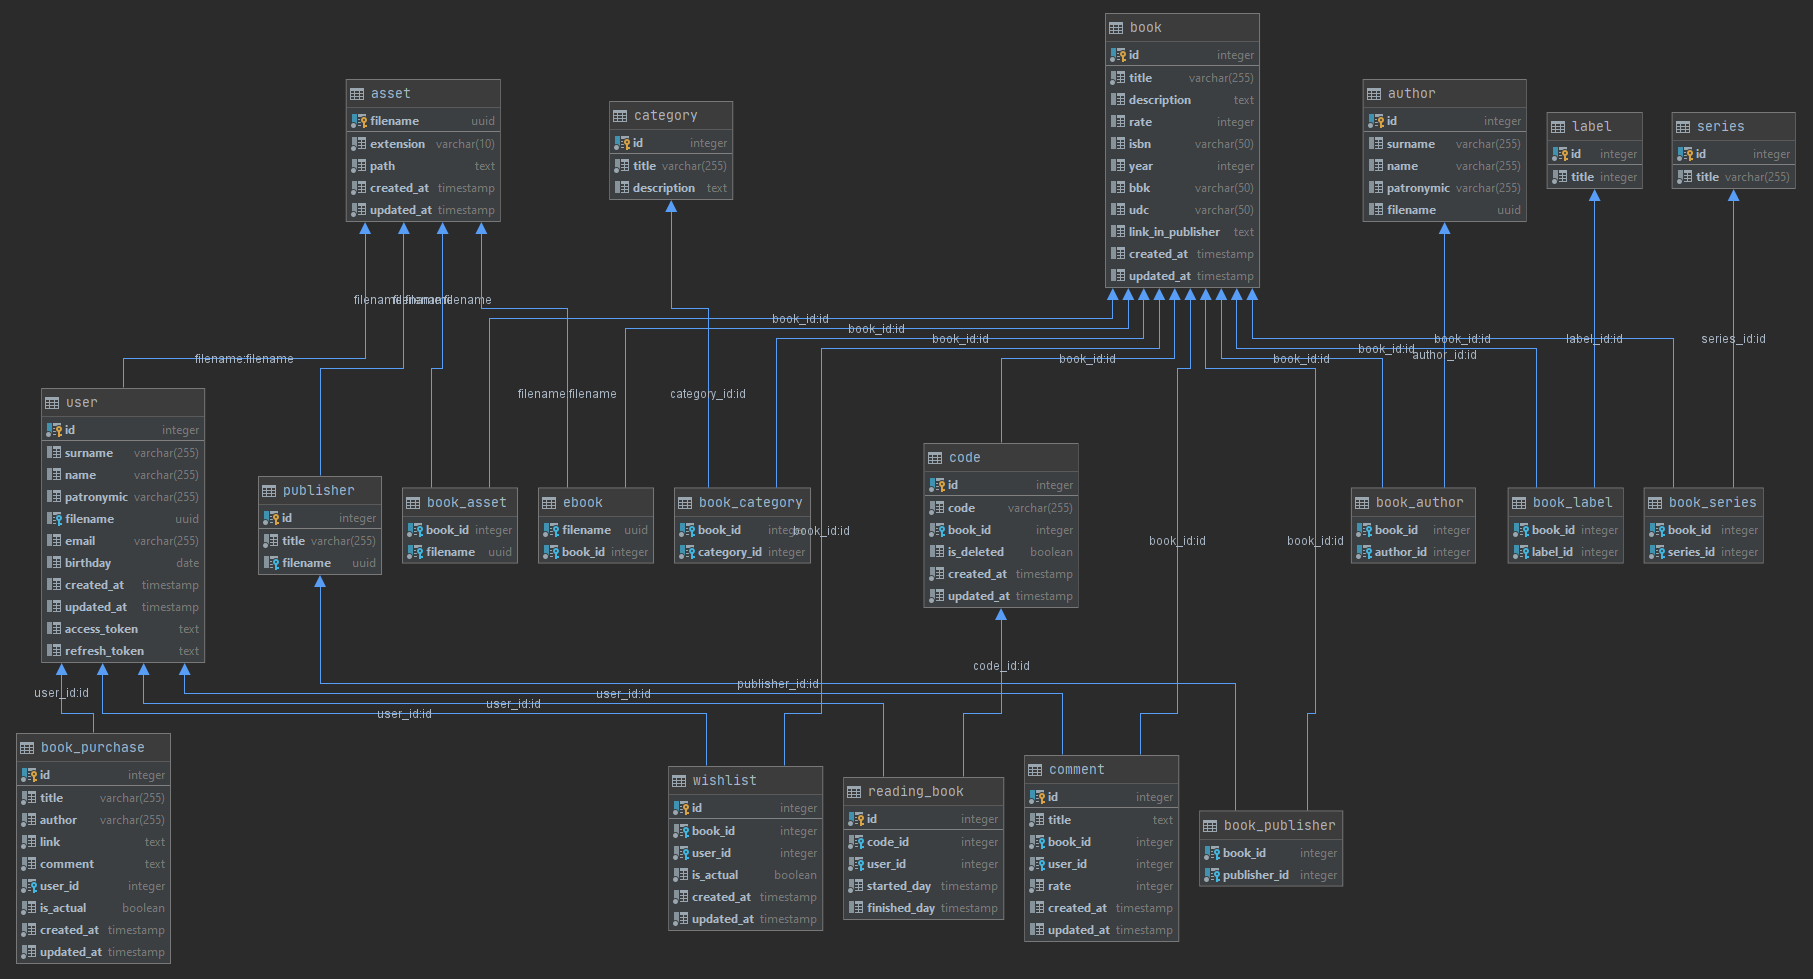 book
id integer
title varchar(255)
description text
rate integer
isbn varchar(50)
year integer
bbk varchar(50)
udc varchar(50)
link_in_publisher text
created_at timestamp
updated_at timestamp
asset
filename uuid
extension varchar(10)
path text
created_at timestamp
updated_at timestamp
category
id integer
title varchar(255)
description text
author
id integer
surname varchar(255)
name varchar(255)
patronymic varchar(255)
filename uuid
label
id integer
title integer
series
id integer
title varchar(255)
filename:filename
filename:filename
book_id:id
book_id:id
book_id:id
book_id:id
book_id:id
book_id:id
book_id:id
author_id:id
label_id:id
series_id:id
filename:filename
category_id:id
user
id integer
surname varchar(255)
name varchar(255)
patronymic varchar(255)
filename uuid
email varchar(255)
birthday date
created_at timestamp
updated_at timestamp
access_token text
refresh_token text
publisher
id integer
title varchar(255)
filename uuid
book_asset
book_id integer
filename uuid
ebook
filename uuid
book_id integer
book_category
book_id integer
category_id integer
book_id:id
code
id integer
code varchar(255)
book_id integer
is_deleted boolean
created_at timestamp
updated_at timestamp
book_id:id
book_id:id
book_author
book_id integer
author_id integer
book_label
book_id integer
label_id integer
book_series
book_id integer
series_id integer
user_id:id
user_id:id
user_id:id
user_id:id
publisher_id:id
code_id:id
book_purchase
id integer
title varchar(255)
author varchar(255)
link text
comment text
user_id integer
is_actual boolean
created_at timestamp
updated_at timestamp
wishlist
id integer
book_id integer
user_id integer
is_actual boolean
created_at timestamp
updated_at timestamp
reading_book
id integer
code_id integer
user_id integer
started_day timestamp
finished_day timestamp
comment
id integer
title text
book_id integer
user_id integer
rate integer
created_at timestamp
updated_at timestamp
book_publisher
book_id integer
publisher_id integer